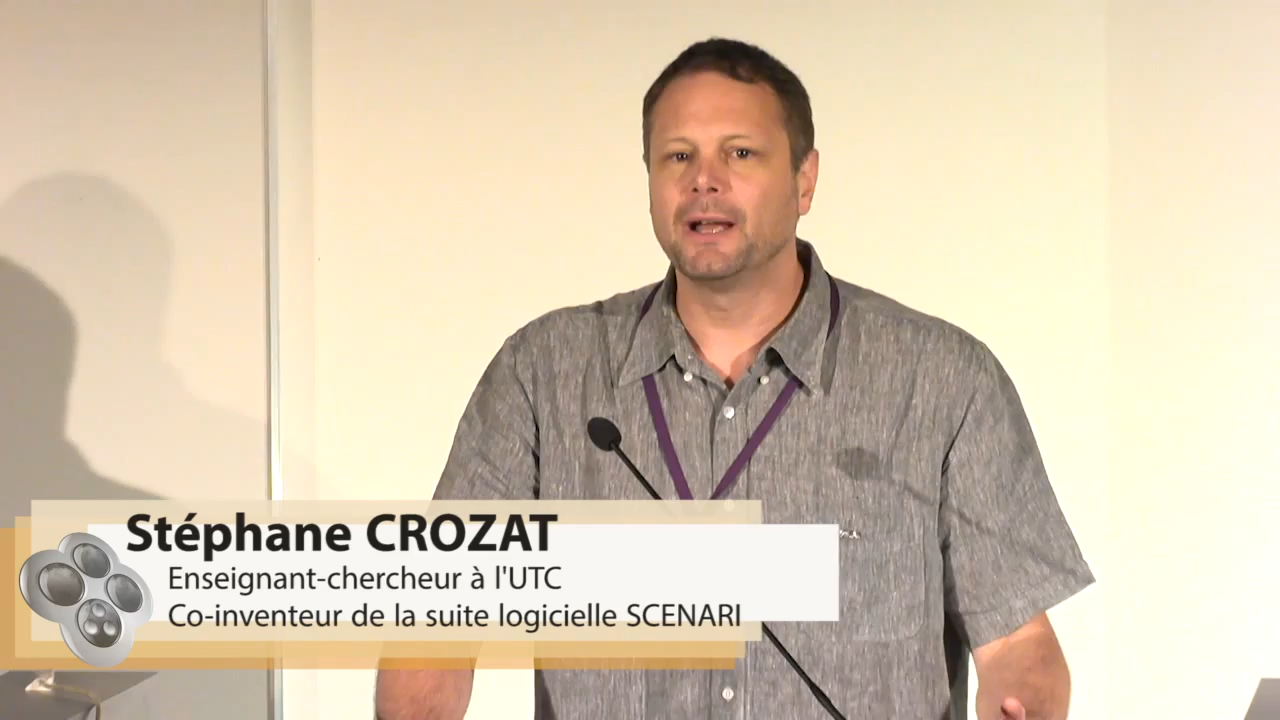 Stéphane CROZAT
Enseignant-chercheur à l'UTC
Co-inventeur de la suite logicielle SCENARI